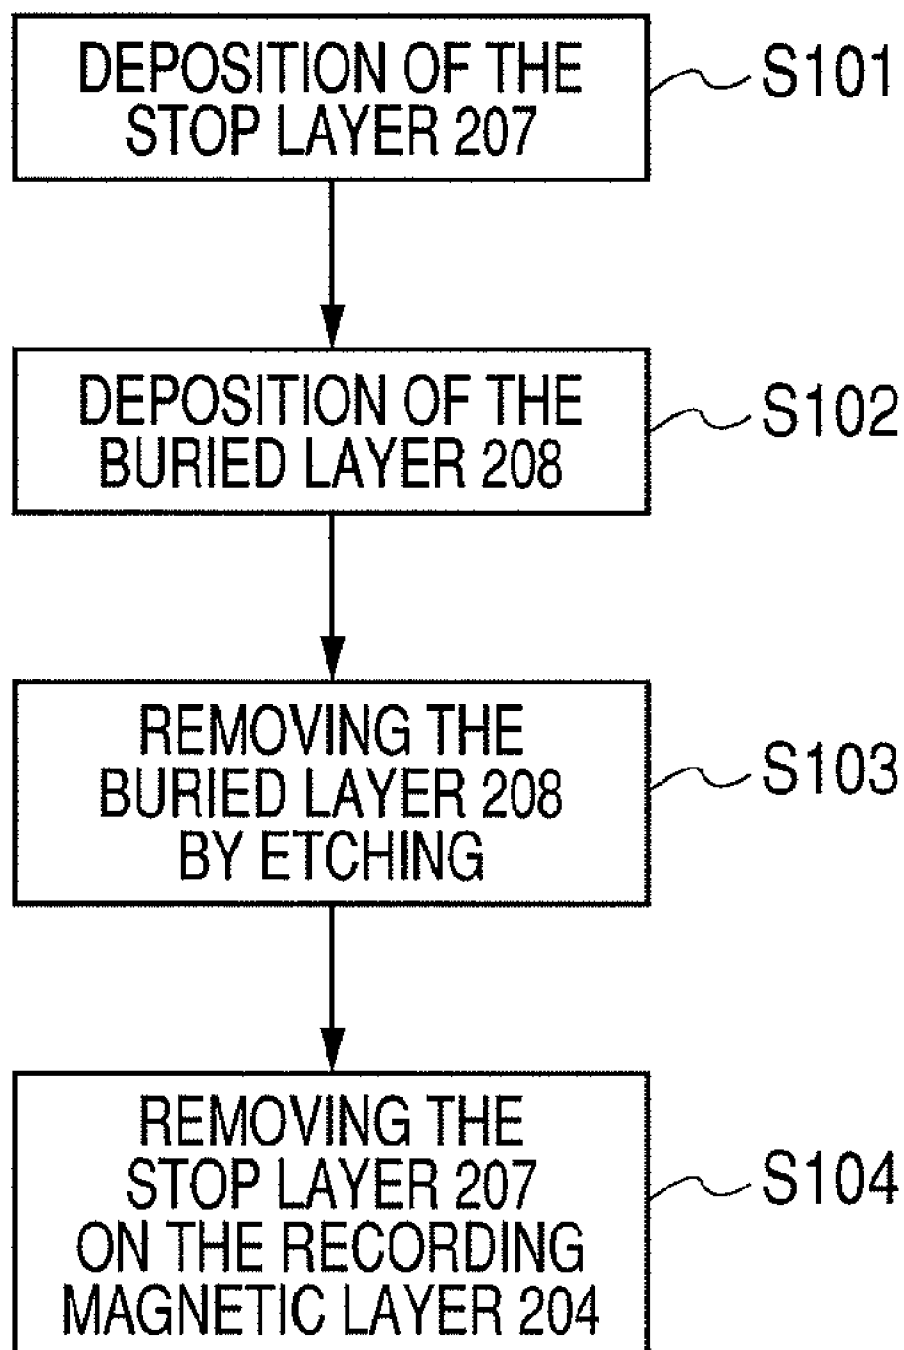 DEPOSITION OF THE
STOP LAYER 207
S101
DEPOSITION OF THE
BURIED LAYER 208
S102
REMOVING THE
BURIED LAYER 208
BY ETCHING
S103
REMOVING THE
STOP LAYER 207
ON THE RECORDING
MAGNETIC LAYER 204
S104